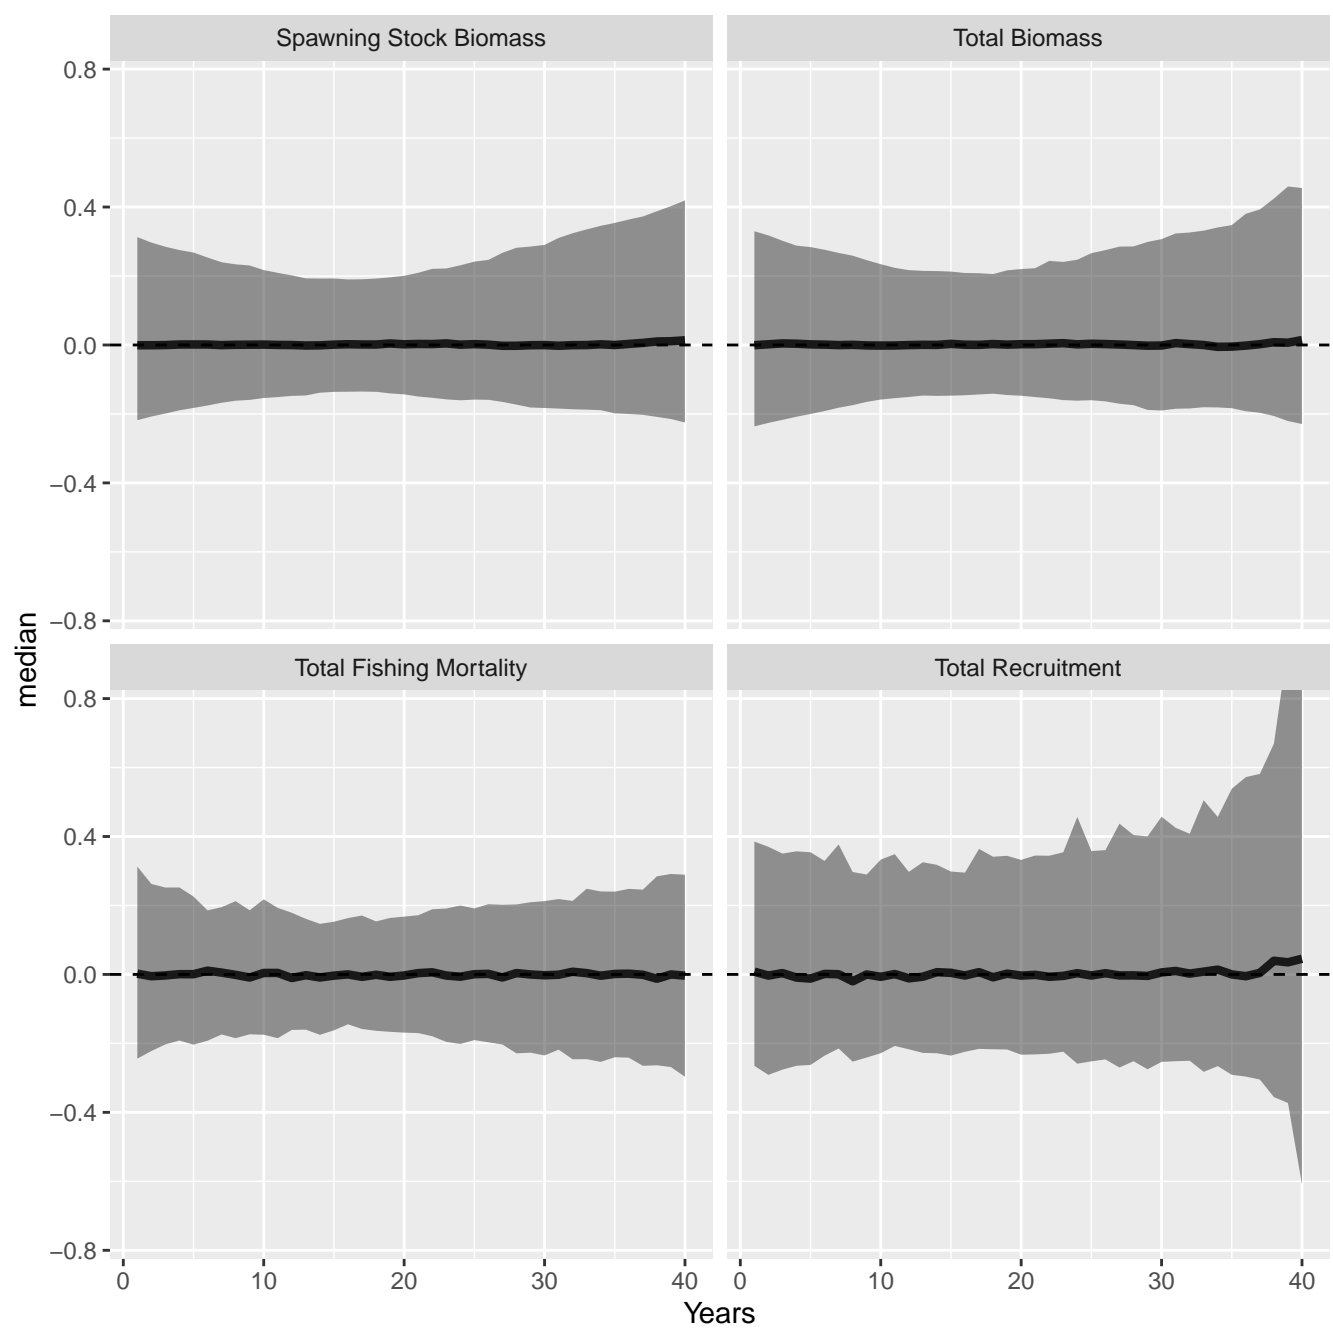 Spawning Stock Biomass
Total Biomass
0.8
0.4
0.0
−0.4
−0.8
median
Total Fishing Mortality
Total Recruitment
0.8
0.4
0.0
−0.4
−0.8
0 10 20 30 40
0 10 20 30 40
Years